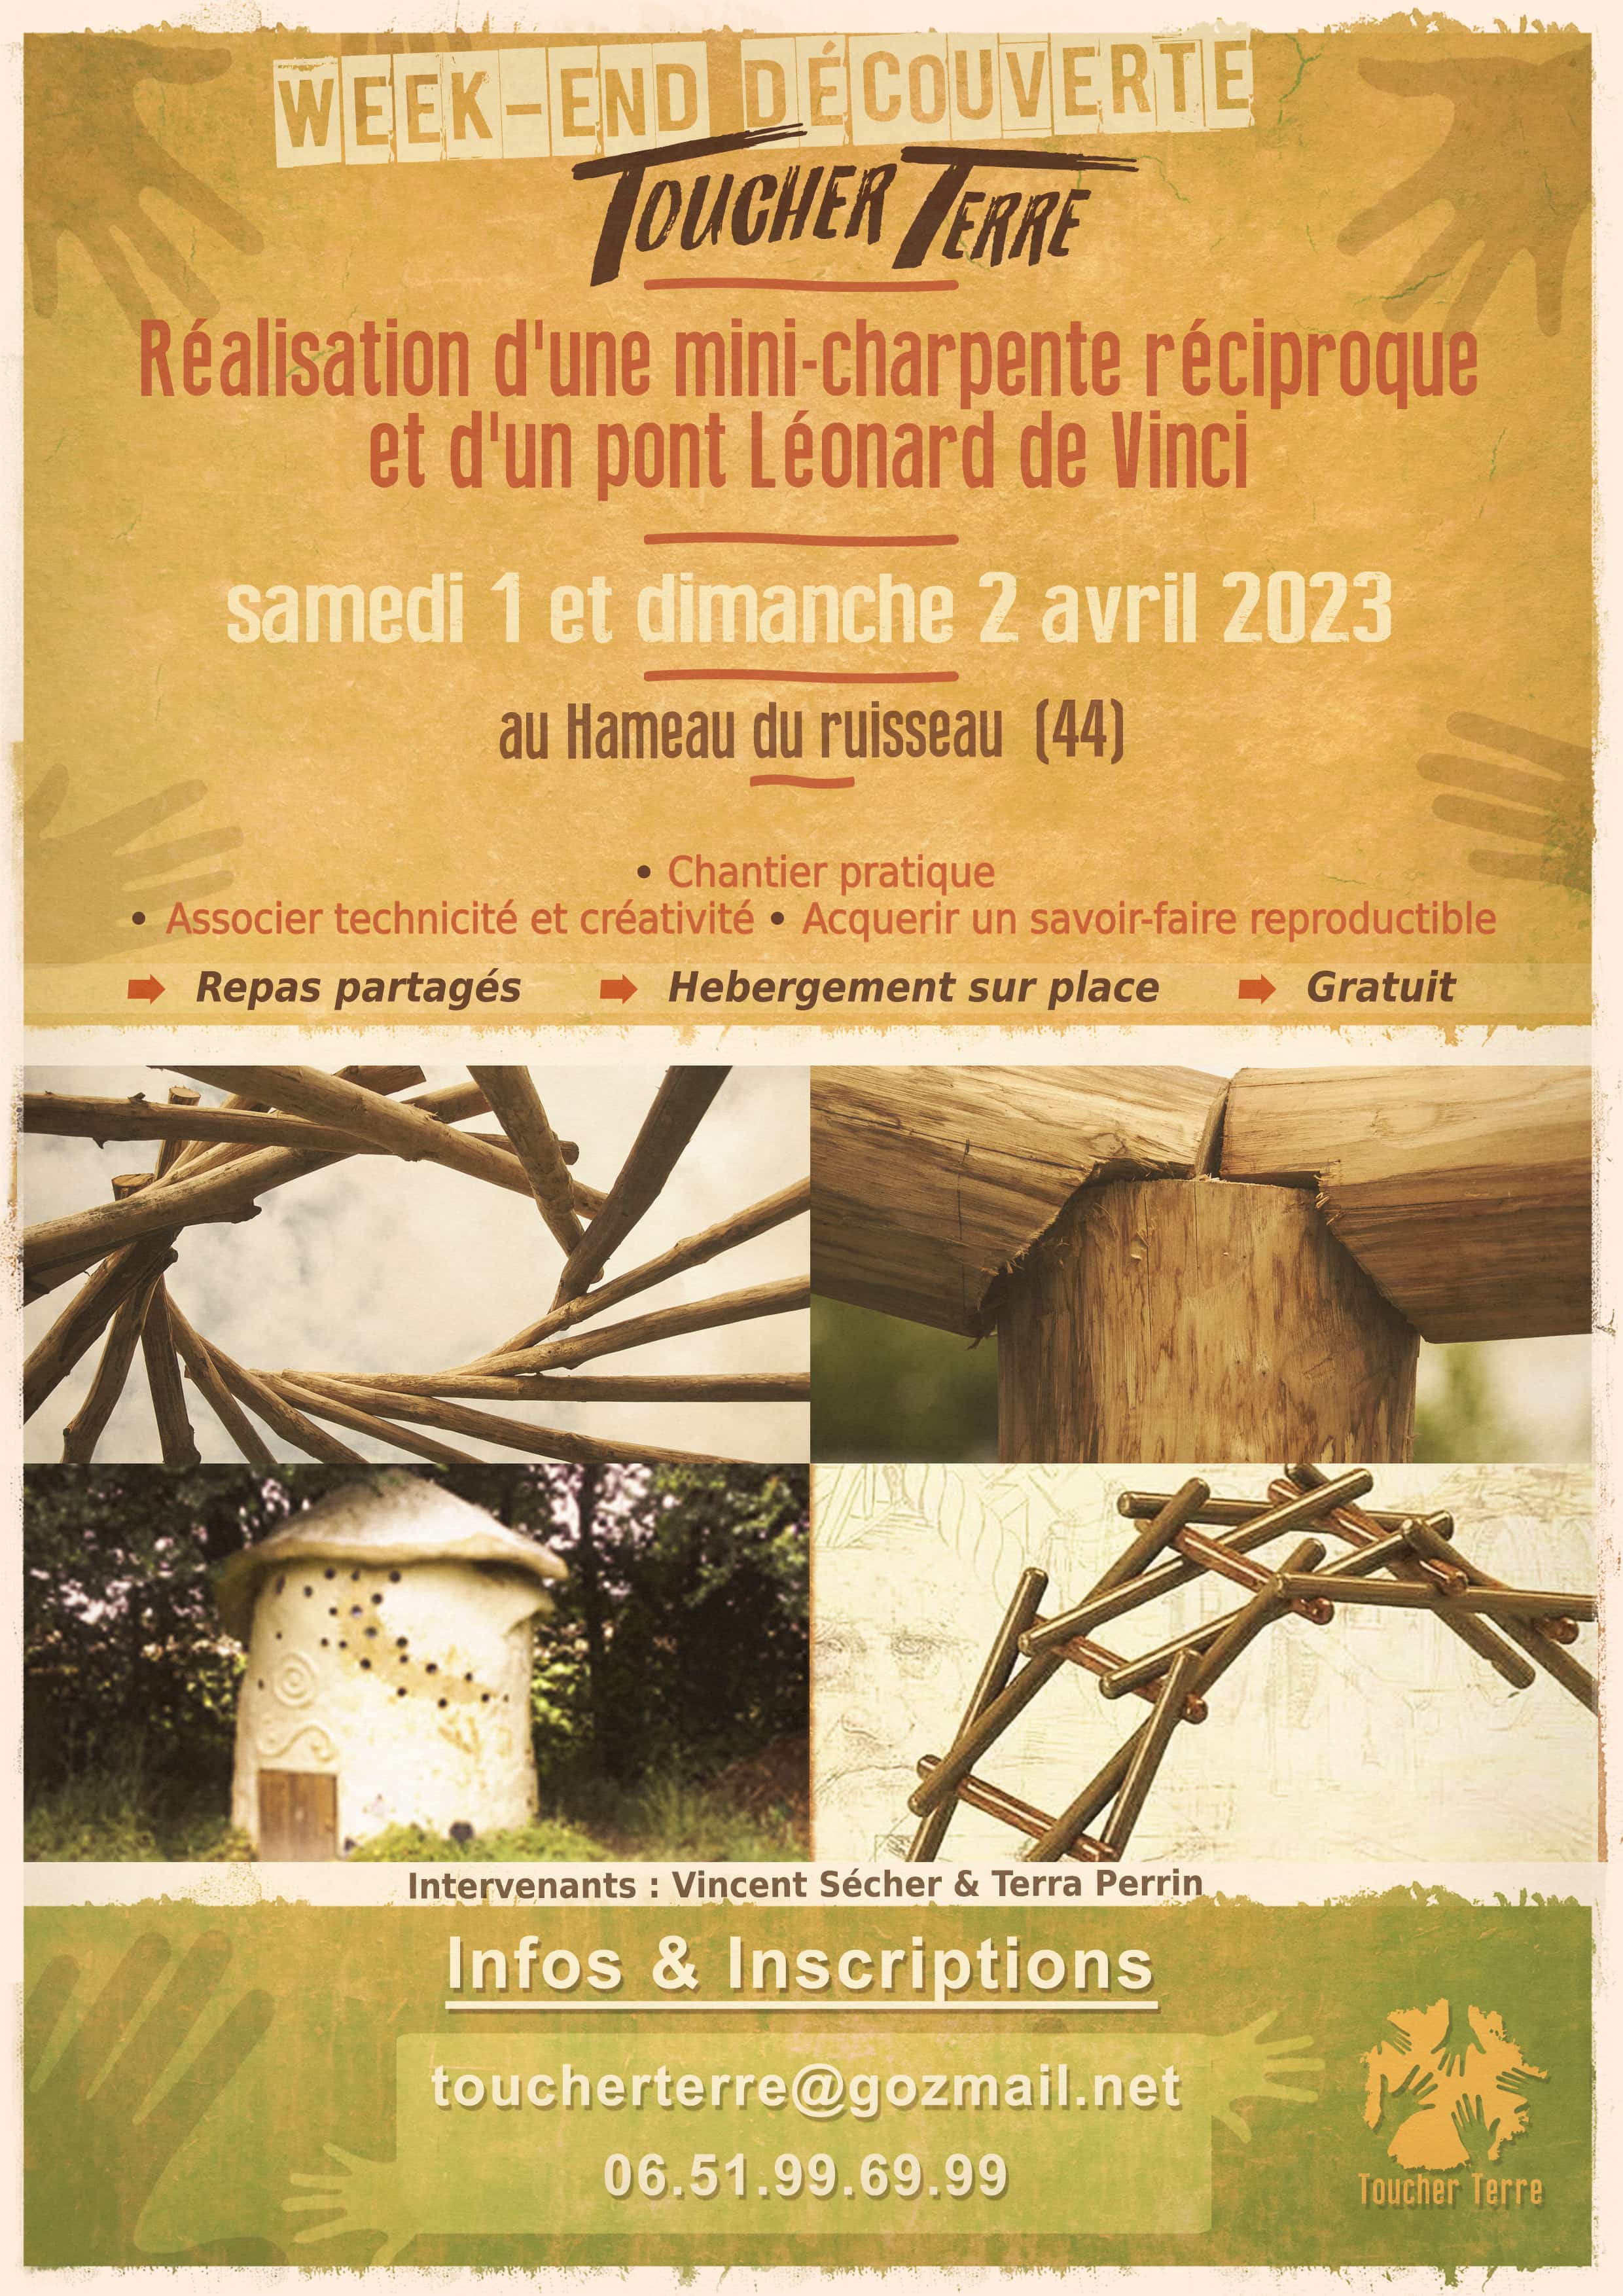 WEEK-END DÉCOUVERTE
TOUCHER TERRE
Réalisation d'une mini-charpente réciproque
et d'un pont Léonard de Vinci
samedi 1 et dimanche 2 avril 2023
au Hameau du ruisseau (44)
• Chantier pratique
• Associer technicité et créativité • Acquerir un savoir-faire reproductible
Repas partagés Hebergement sur place Gratuit
Intervenants : Vincent Sécher & Terra Perrin
Infos & Inscriptions
toucherterre@gozmail.net
06.51.99.69.99
Toucher Terre